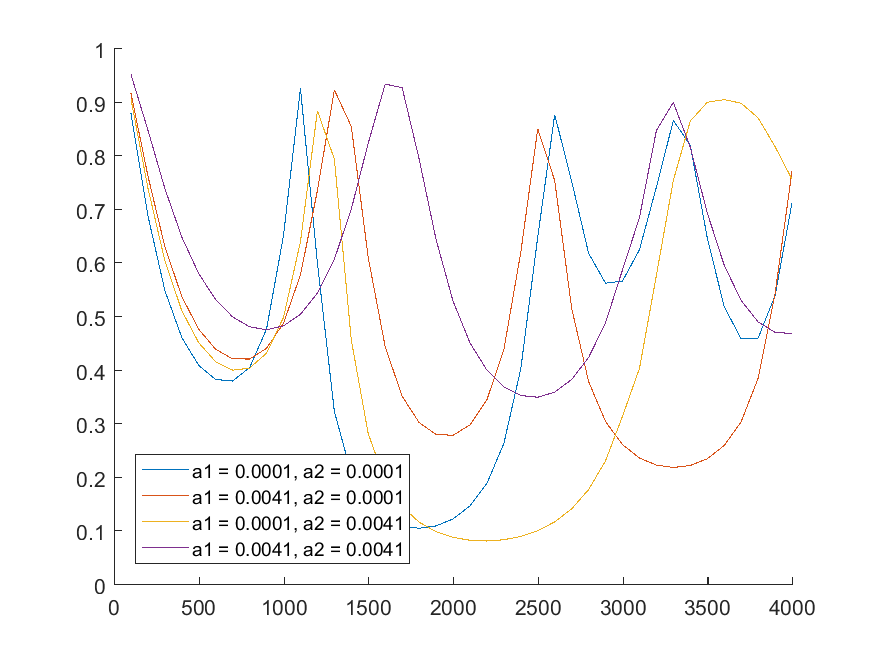 1
0.9
0.8
0.7
0.6
0.5
0.4
0.3
0.2
0.1
0
a1 = 0.0001, a2 = 0.0001
a1 = 0.0041, a2 = 0.0001
a1 = 0.0001, a2 = 0.0041
a1 = 0.0041, a2 = 0.0041
0 500 1000 1500 2000 2500 3000 3500 4000